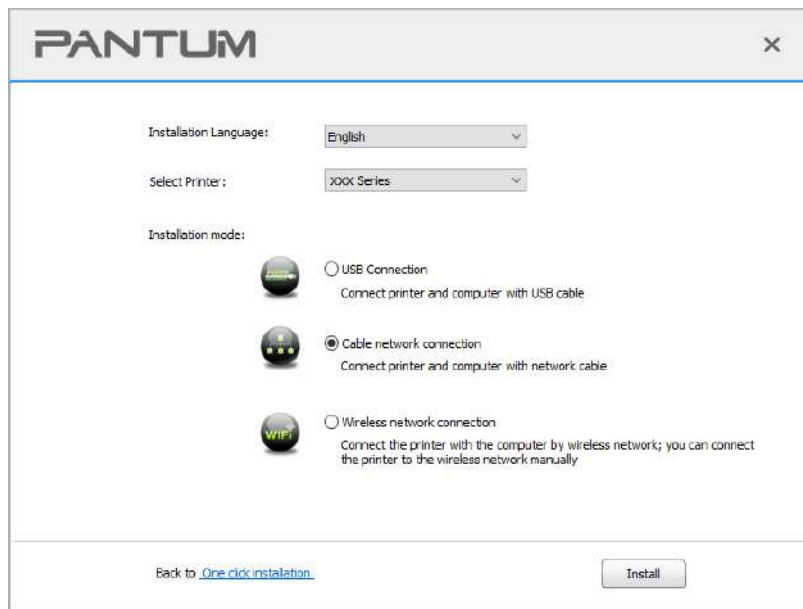 PANTUM
Installation Language:
English
Select Printer:
XXX Series
Installation mode:
USB Connection
Connect printer and computer with USB cable
Cable network connection
Connect printer and computer with network cable
WiFi
Wireless network connection
Connect the printer with the computer by wireless network; you can connect
the printer to the wireless network manually
Back to One click installation
Install